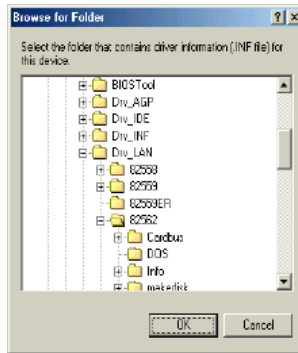 Browse for Folder
Select the folder that contains driver information (.INF file) for
this device.
BIOSTool
Drv_AGP
Drv_IDE
Drv_INF
Drv_LAN
82558
82559
82559ER
82562
Cardbus
DOS
Info
makedisk
OK
Cancel